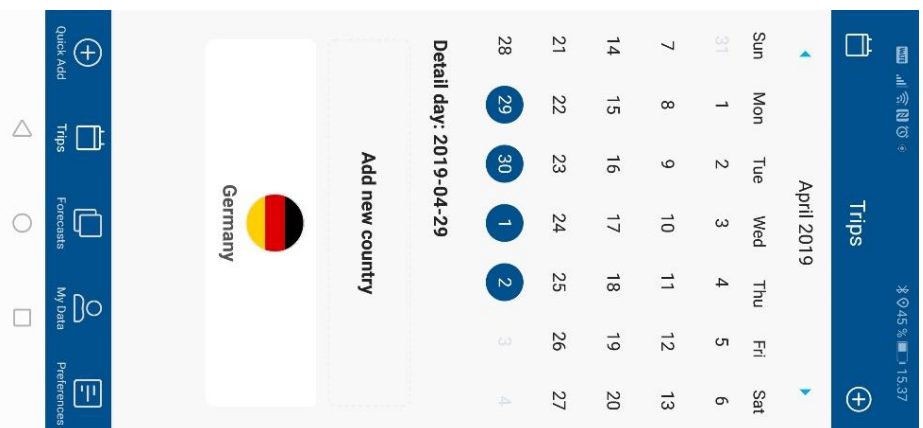 45 % 15.37
Trips
April 2019
Sun Mon Tue Wed Thu Fri Sat
31 1 2 3 4 5 6
7 8 9 10 11 12 13
14 15 16 17 18 19 20
21 22 23 24 25 26 27
28 29 30 1 2 3 4
Detail day: 2019-04-29
Add new country
Germany
Quick Add Trips Forecasts My Data Preferences